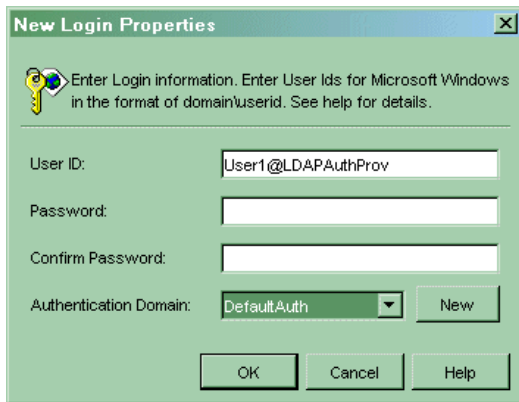 New Login Properties
Enter Login information. Enter User Ids for Microsoft Windows
in the format of domain\userid. See help for details.
User ID: User1@LDAPAuthProv
Password:
Confirm Password:
Authentication Domain: DefaultAuth New
OK Cancel Help